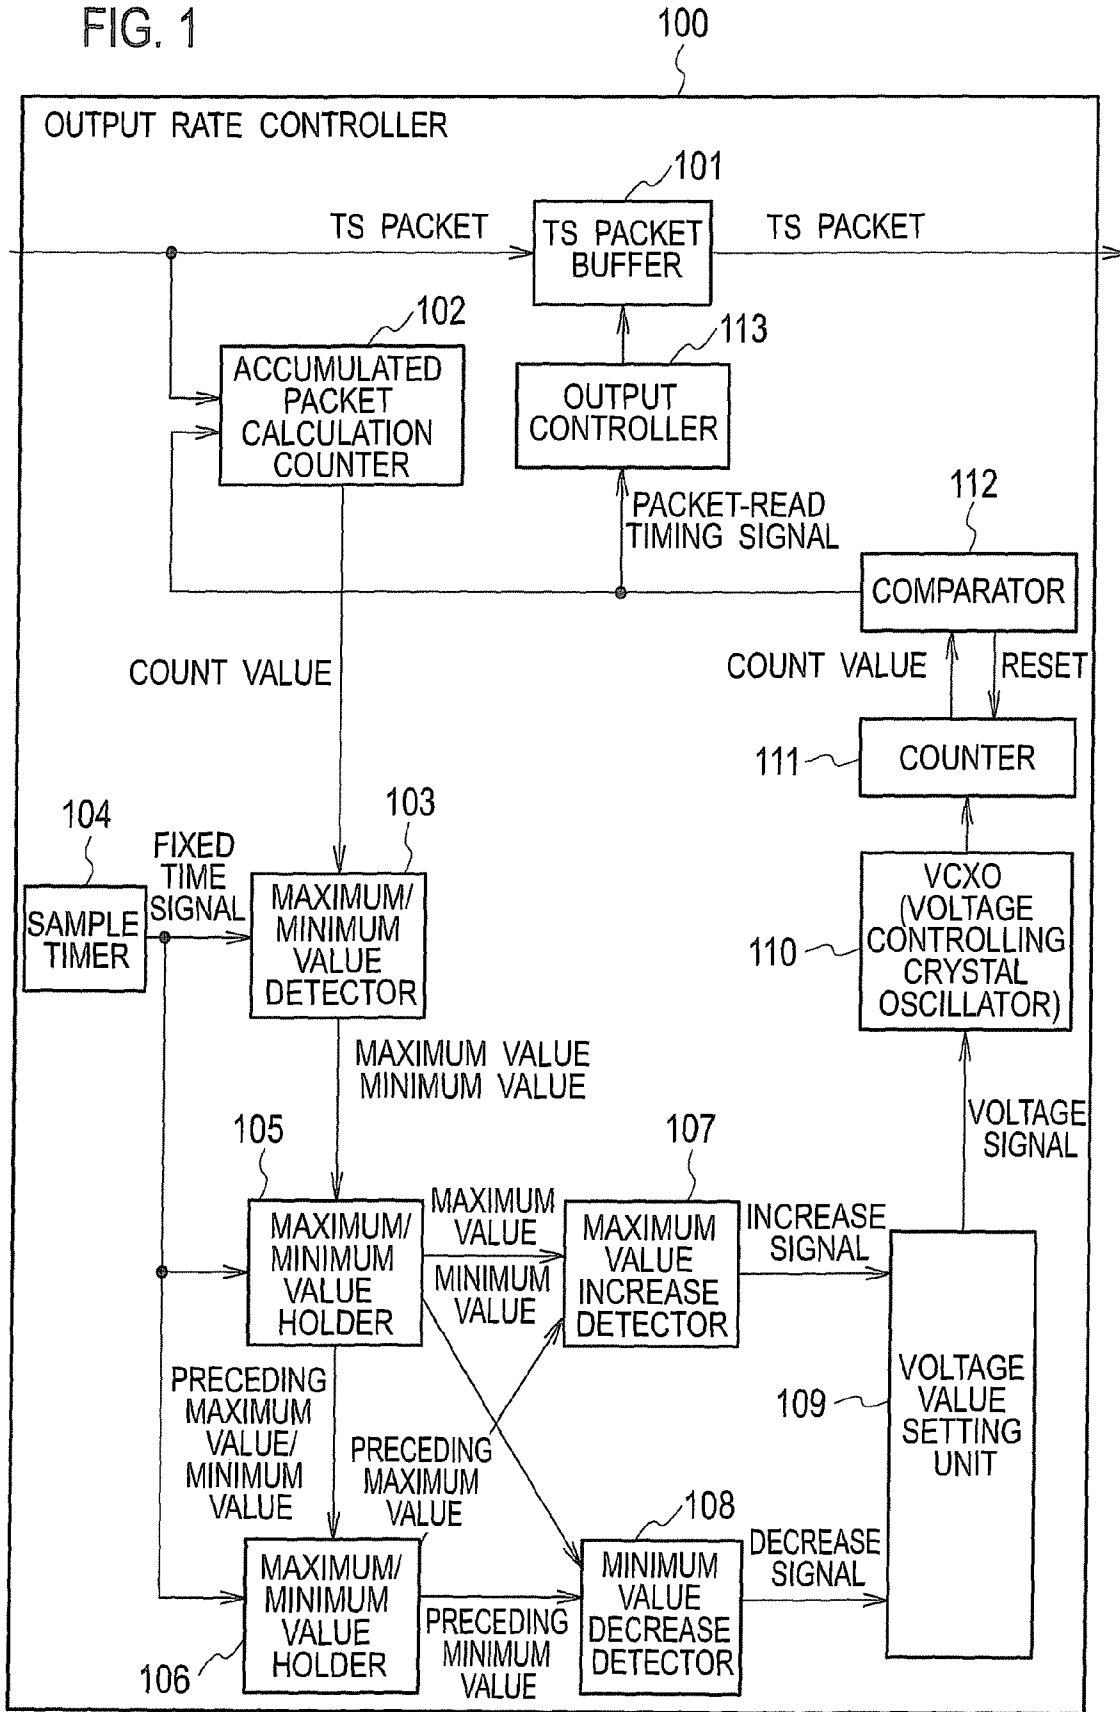 FIG. 1
100
OUTPUT RATE CONTROLLER
101
TS PACKET
TS PACKET
BUFFER
TS PACKET
102
ACCUMULATED
PACKET
CALCULATION
COUNTER
113
OUTPUT
CONTROLLER
PACKET-READ
TIMING SIGNAL
112
COMPARATOR
COUNT VALUE
COUNT VALUE
RESET
111
COUNTER
104
SAMPLE
TIMER
FIXED
TIME
SIGNAL
103
MAXIMUM/
MINIMUM
VALUE
DETECTOR
110
VCXO
(VOLTAGE
CONTROLLING
CRYSTAL
OSCILLATOR)
MAXIMUM VALUE
MINIMUM VALUE
VOLTAGE
SIGNAL
105
MAXIMUM/
MINIMUM
VALUE
HOLDER
MAXIMUM
VALUE
MINIMUM
VALUE
107
MAXIMUM
VALUE
INCREASE
DETECTOR
INCREASE
SIGNAL
109
VOLTAGE
VALUE
SETTING
UNIT
PRECEDING
MAXIMUM
VALUE/
MINIMUM
VALUE
PRECEDING
MAXIMUM
VALUE
106
MAXIMUM/
MINIMUM
VALUE
HOLDER
PRECEDING
MINIMUM
VALUE
108
MINIMUM
VALUE
DECREASE
DETECTOR
DECREASE
SIGNAL